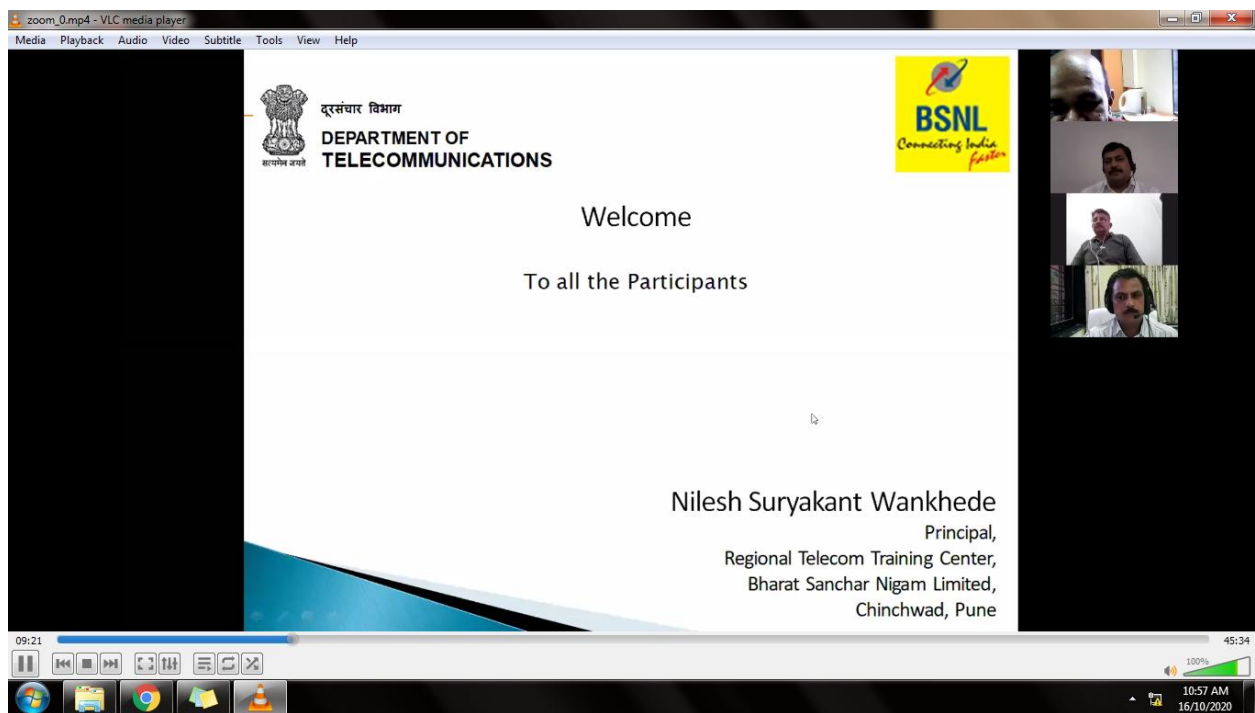 zoom_0.mp4 - VLC media player
Media Playback Audio Video Subtitle Tools View Help
सत्यमेव जयते
दूरसंचार विभाग
DEPARTMENT OF
TELECOMMUNICATIONS
BSNL
Connecting India
faster
Welcome
To all the Participants
Nilesh Suryakant Wankhede
Principal,
Regional Telecom Training Center,
Bharat Sanchar Nigam Limited,
Chinchwad, Pune
09:21
45:34
100%
10:57 AM
16/10/2020